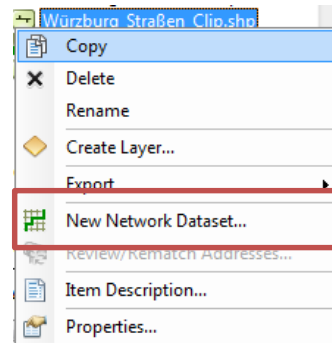 Würzburg_Straßen_Clip.shp
Copy
Delete
Rename
Create Layer...
Export
New Network Dataset...
Review/Rematch Addresses...
Item Description...
Properties...